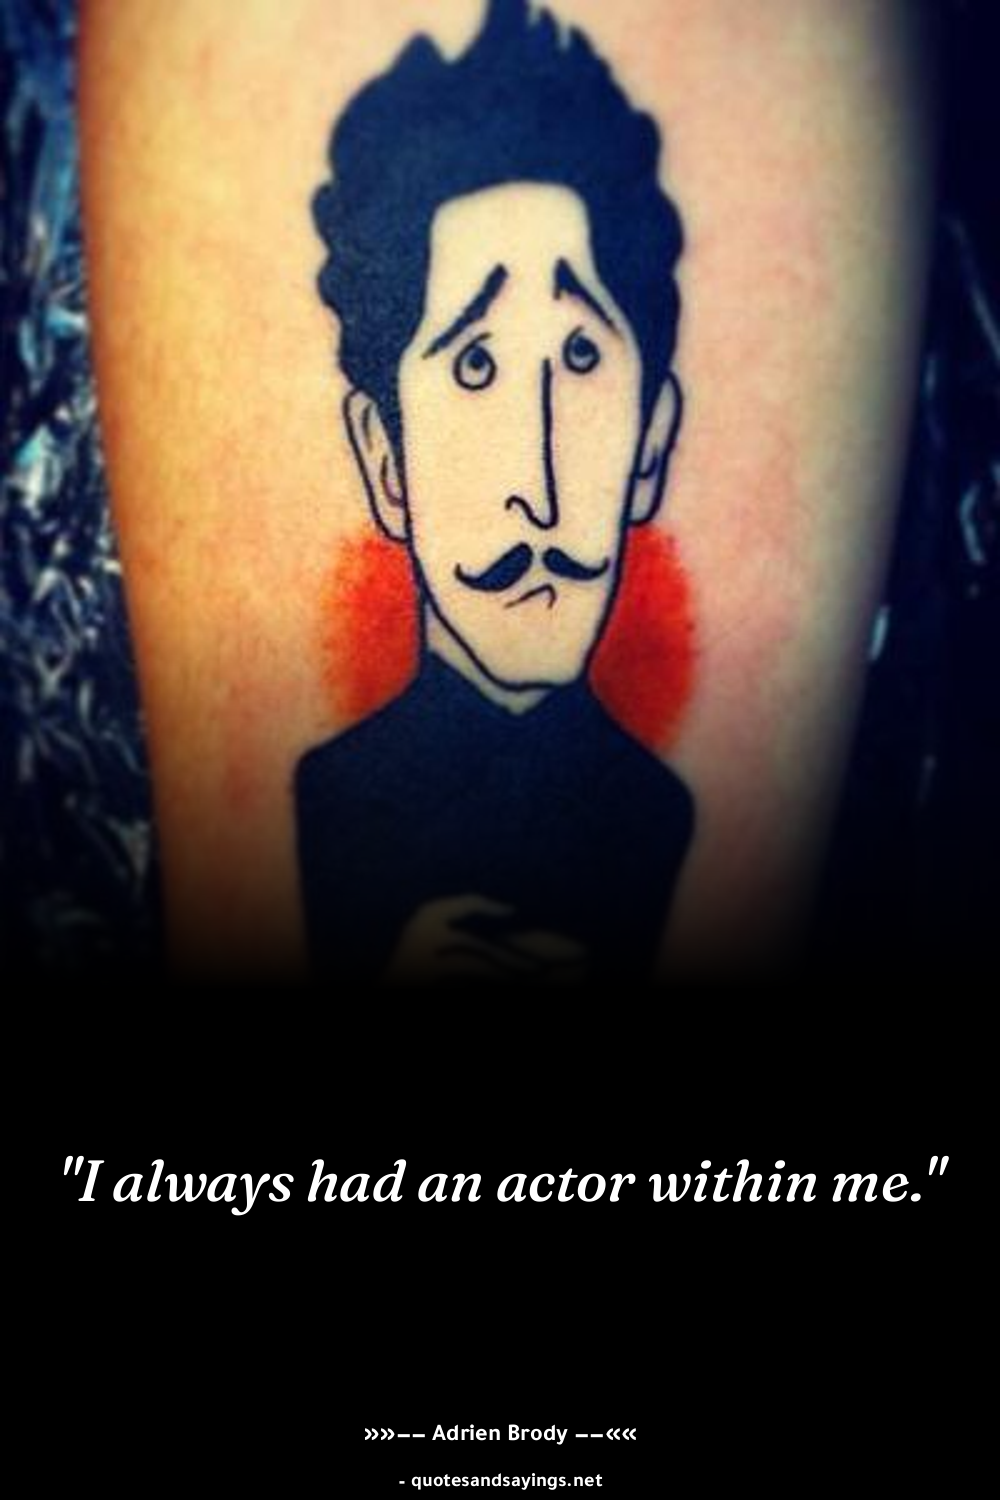 "I always had an actor within me."
»»–– Adrien Brody ––««
- quotesandsayings.net